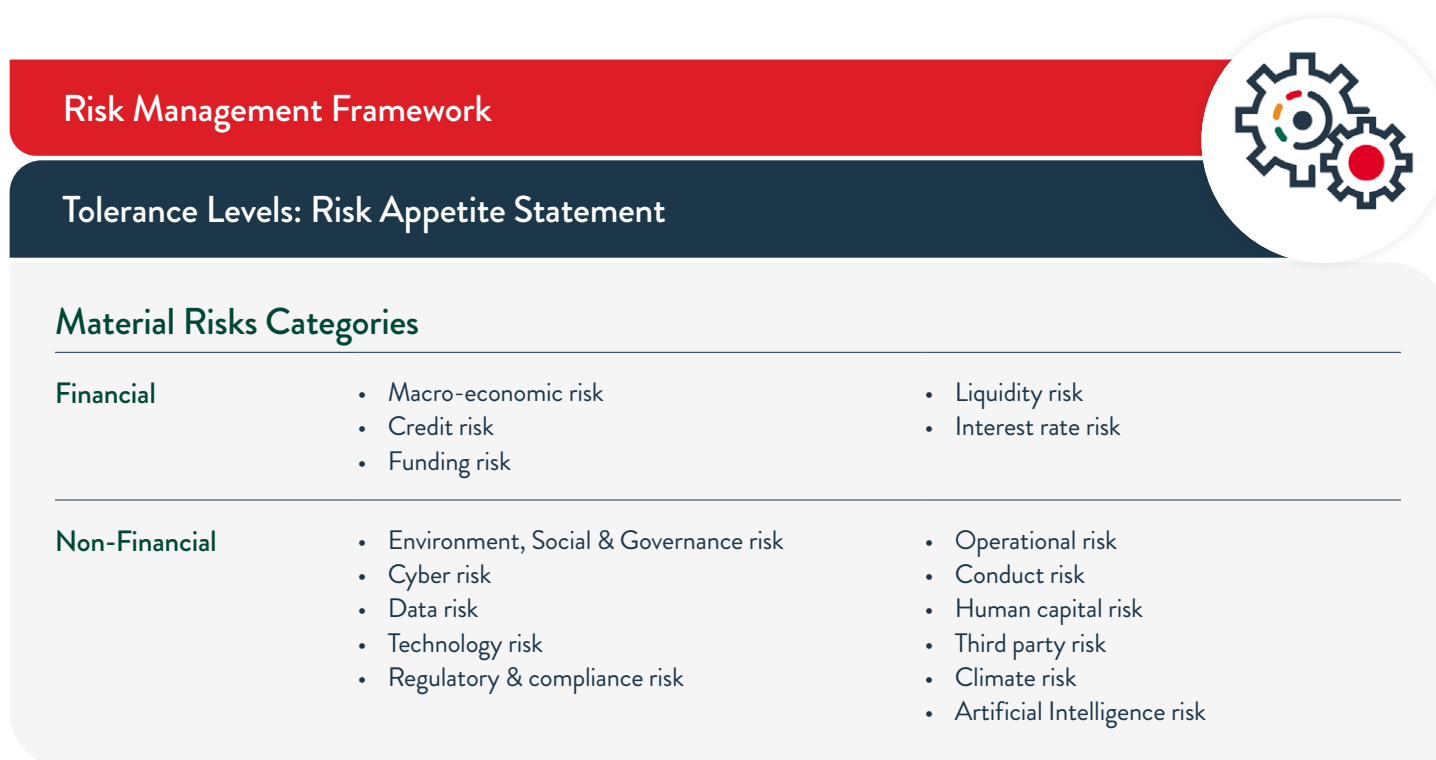 Risk Management Framework
Tolerance Levels: Risk Appetite Statement
Material Risks Categories
Financial
• Macro-economic risk
• Credit risk
• Funding risk
• Liquidity risk
• Interest rate risk
Non-Financial
• Environment, Social & Governance risk
• Cyber risk
• Data risk
• Technology risk
• Regulatory & compliance risk
• Operational risk
• Conduct risk
• Human capital risk
• Third party risk
• Climate risk
• Artificial Intelligence risk